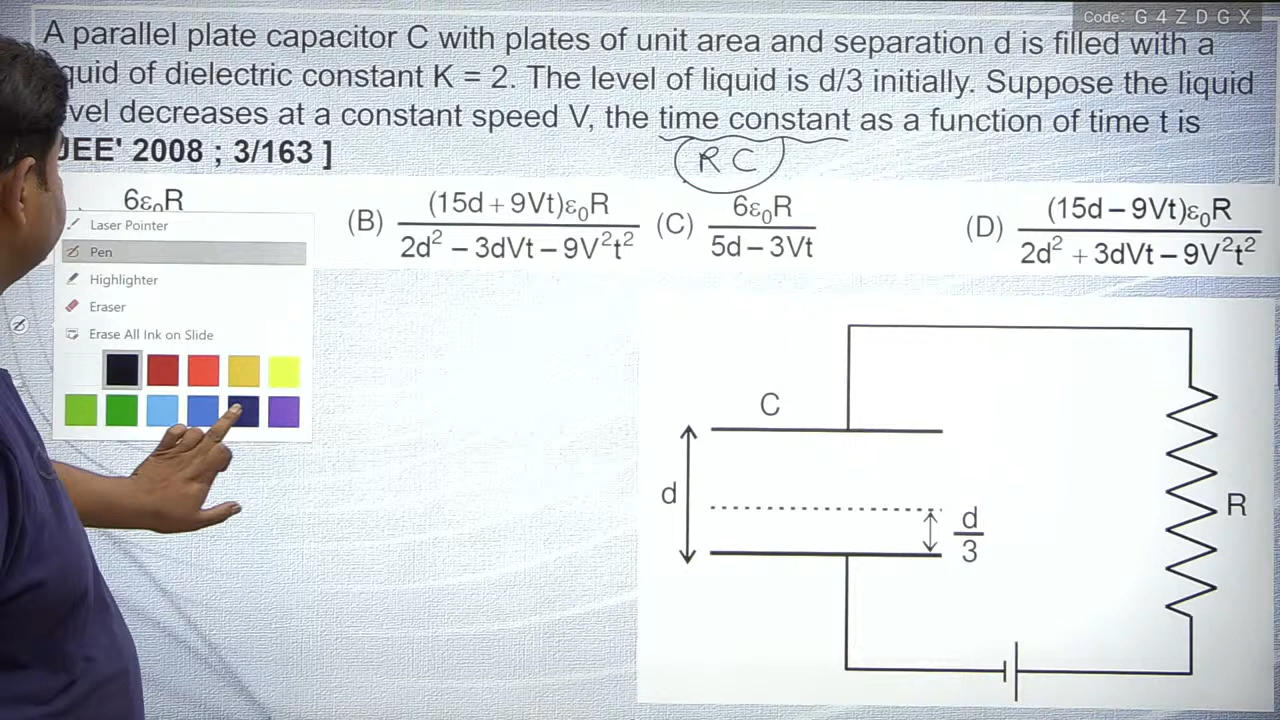 Code: G 4 Z D G X
A parallel plate capacitor C with plates of unit area and separation d is filled with a
quid of dielectric constant K = 2. The level of liquid is d/3 initially. Suppose the liquid
vel decreases at a constant speed V, the time constant as a function of time t is
JEE' 2008 ; 3/163 ]
RC
6ε₀R
(B) (15d + 9Vt)ε₀R / 2d² – 3dVt – 9V²t²
(C) 6ε₀R / 5d – 3Vt
(D) (15d – 9Vt)ε₀R / 2d² + 3dVt – 9V²t²
Laser Pointer
Pen
Highlighter
Eraser
Erase All Ink on Slide
C
d
d/3
R